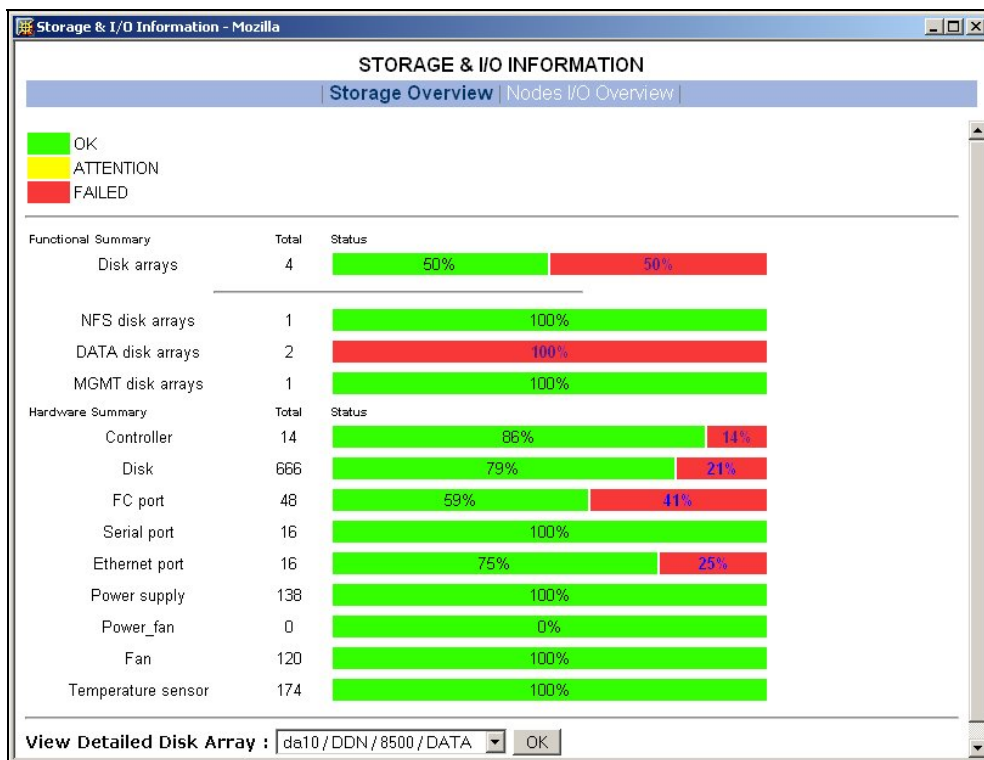 Storage & I/O Information - Mozilla
STORAGE & I/O INFORMATION
| Storage Overview | Nodes I/O Overview |
OK
ATTENTION
FAILED
Functional Summary Total Status
Disk arrays 4 50% 50%
NFS disk arrays 1 100%
DATA disk arrays 2 100%
MGMT disk arrays 1 100%
Hardware Summary Total Status
Controller 14 86% 14%
Disk 666 79% 21%
FC port 48 59% 41%
Serial port 16 100%
Ethernet port 16 75% 25%
Power supply 138 100%
Power_fan 0 0%
Fan 120 100%
Temperature sensor 174 100%
View Detailed Disk Array : da10 / DDN / 8500 / DATA OK